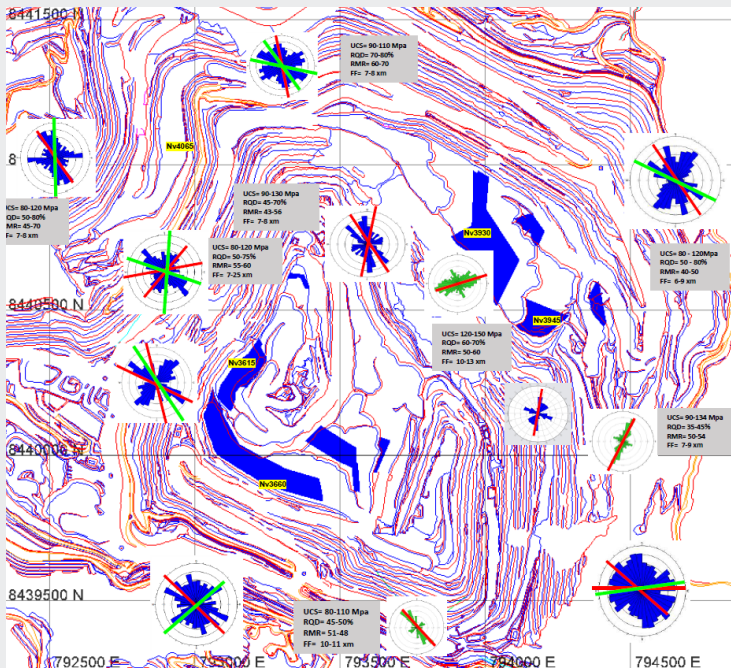 8441500 N
UCS= 90-110 Mpa
RQD= 70-80%
RMR= 60-70
FF=  7-8 xm
Nv4065
8
UCS= 90-130 Mpa
RQD= 45-70%
RMR= 43-56
FF=  7-8 xm
CS= 80-120 Mpa
QD= 50-80%
MR= 45-70
F=  7-8 xm
Nv3930
UCS= 80-120 Mpa
RQD= 50-75%
RMR= 55-60
FF=  7-25 xm
UCS= 80 - 120Mpa
RQD= 50 - 80%
RMR= 40-50
FF=  6-9 xm
8440500 N
Nv3945
UCS= 120-150 Mpa
RQD= 60-70%
RMR= 50-60
FF=  10-13 xm
Nv3615
UCS= 90-134 Mpa
RQD= 35-45%
RMR= 50-54
FF=  7-9 xm
8440000 N
Nv3660
8439500 N
UCS= 80-110 Mpa
RQD= 45-50%
RMR= 51-48
FF=  10-11 xm
792500 E
793000 E
793500 E
794000 E
794500 E